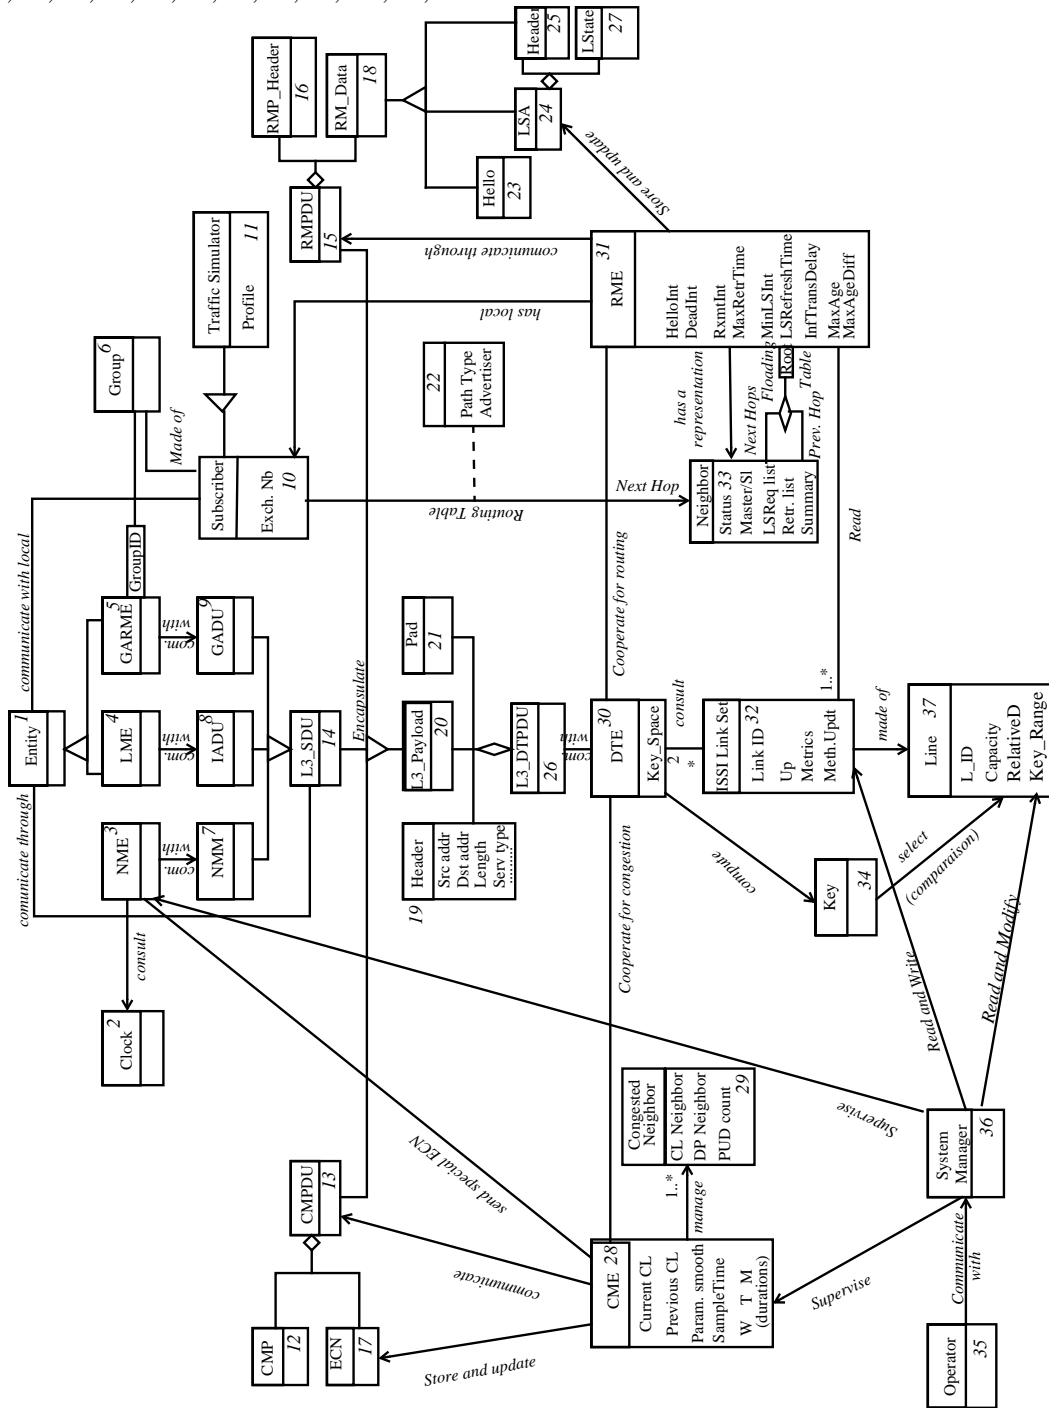 Header
25
LState
27
RMP_Header
16
RM_Data
18
LSA
24
Hello
23
Store and update
RMPDU
15
Traffic Simulator
Profile
11
Group
6
Made of
comunicate through
has local
RME
31
HelloInt
DeadInt
RxmtInt
MaxRetrTime
MinLSInt
LSRefreshTime
InfTransDelay
MaxAge
MaxAgeDiff
22
Path Type
Advertiser
has a
representation
Next Hops
Floading
Root
Table
Prev. Hop
Subscriber
Exch. Nb
10
Routing Table
Next Hop
Neighbor
Status
33
Master/Sl
LSReq list
Retr. list
Summary
Read
communicate with local
GroupID
Cooperate for routing
Entity
1
GARME
5
LME
4
NME
3
com.
with
com.
with
com.
with
GADU
9
IADU
8
NMM
7
L3_SDU
14
Encapsulate
Pad
21
L3_Payload
20
Header
Src addr
Dst addr
Length
Serv type
.........
19
L3_DTPDU
26
com.
with
DTE
30
Key_Space
consult
2
*
ISSI Link Set
Link ID
32
Up
Metrics
Meth.Updt
1..*
made of
Line
37
L_ID
Capacity
RelativeD
Key_Range
comunicate through
consult
Clock
2
compute
Key
34
select
(comparaison)
Cooperate for congestion
Read and Write
Read and Modify
Supervise
send special ECN
Congested
Neighbor
CL Neighbor
DP Neighbor
PUD count
29
1..*
manage
System
Manager
36
CMPDU
13
communicate
CMP
12
ECN
17
Store and update
CME
28
Current CL
Previous CL
Param. smooth
SampleTime
W T M
(durations)
Supervise
Communicate
with
Operator
35